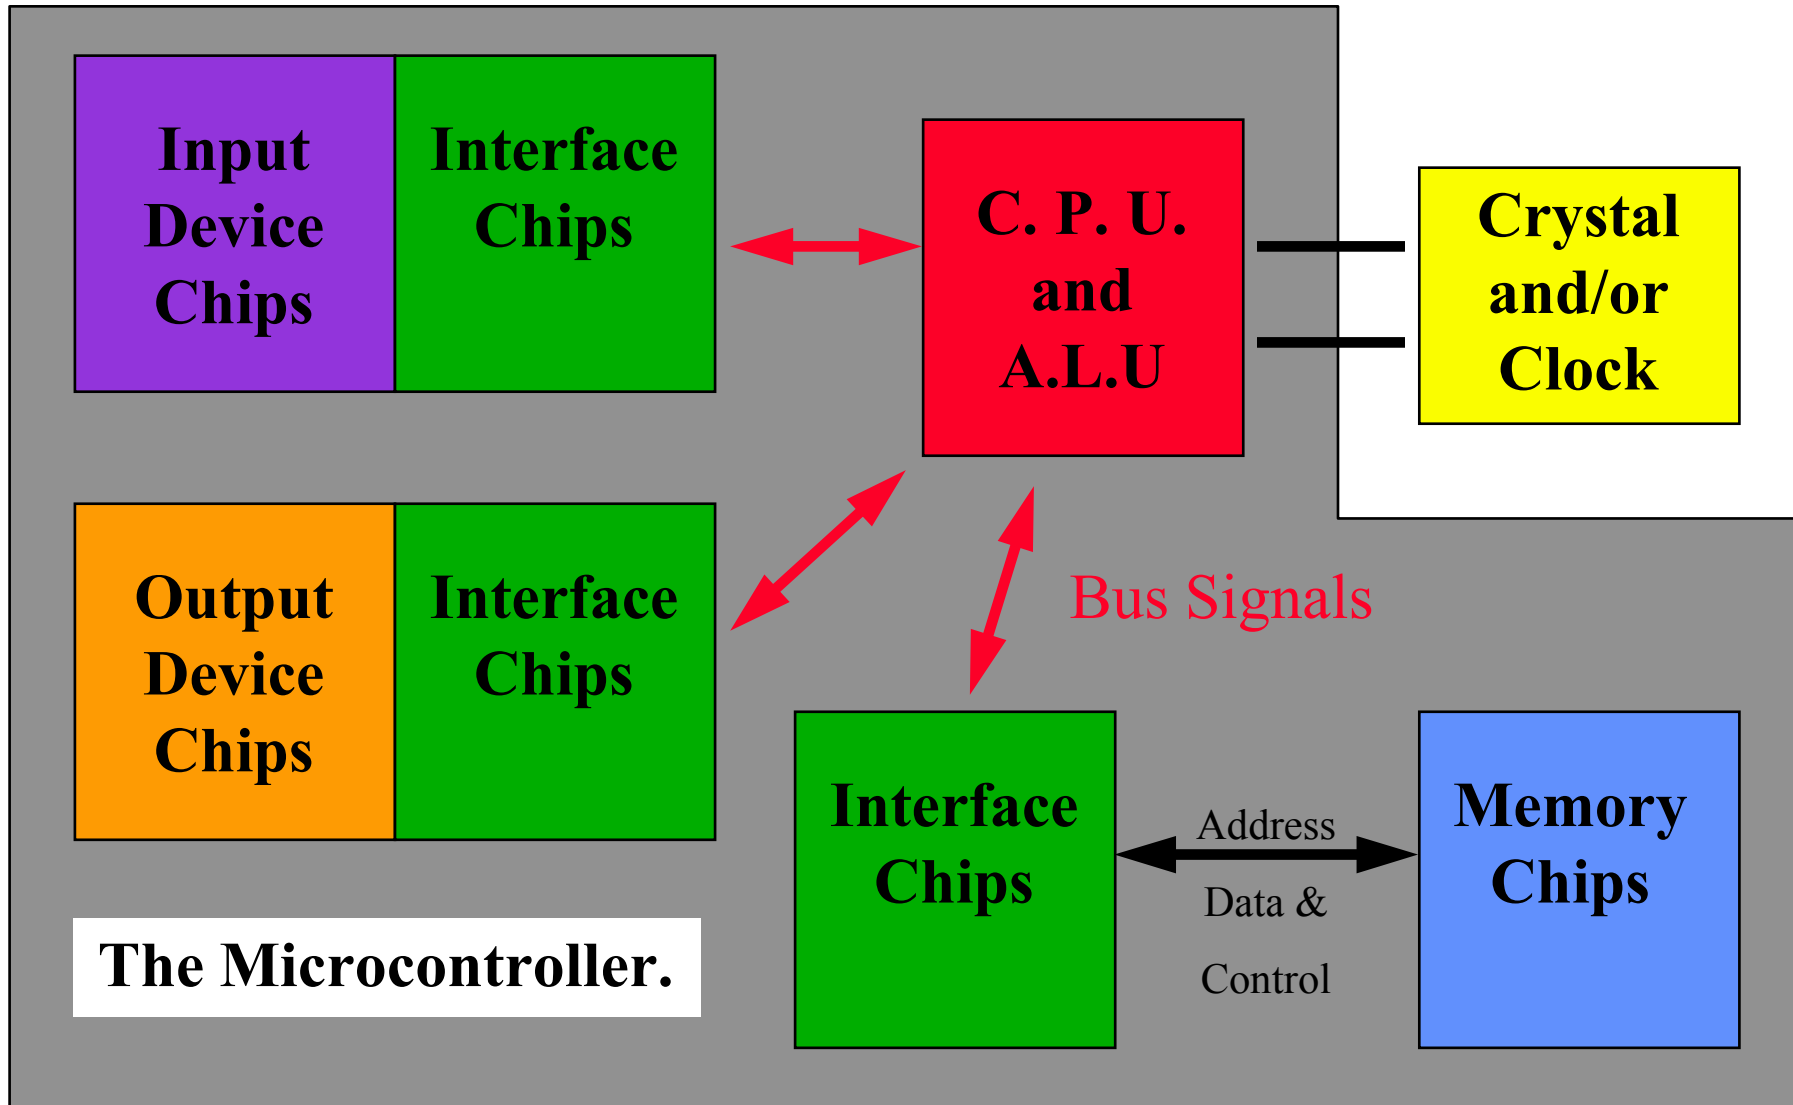 Input
Device
Chips
Interface
Chips
C. P. U.
and
A.L.U
Crystal
and/or
Clock
Output
Device
Chips
Interface
Chips
Bus Signals
Interface
Chips
Address
Data &
Control
Memory
Chips
The Microcontroller.